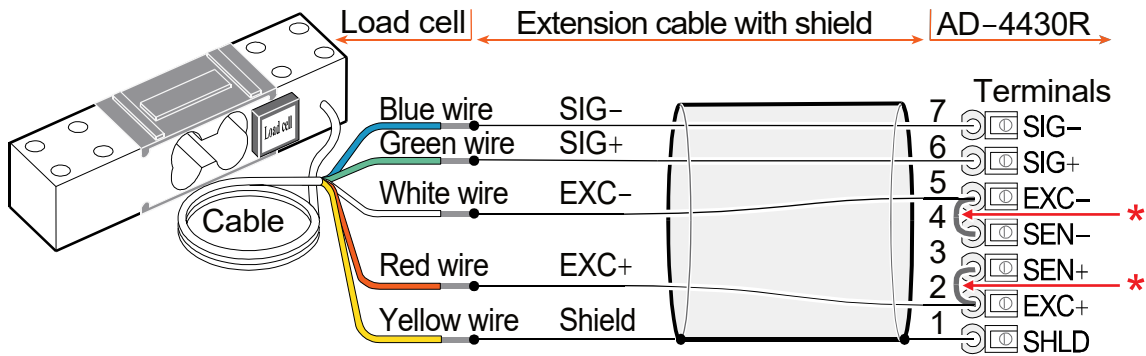 Load cell
Extension cable with shield
AD-4430R
Terminals
Load cell
Cable
Blue wire SIG− 7 SIG−
Green wire SIG+ 6 SIG+
White wire EXC− 5 EXC− *
4 SEN−
3 SEN+ *
Red wire EXC+ 2 EXC+
Yellow wire Shield 1 SHLD